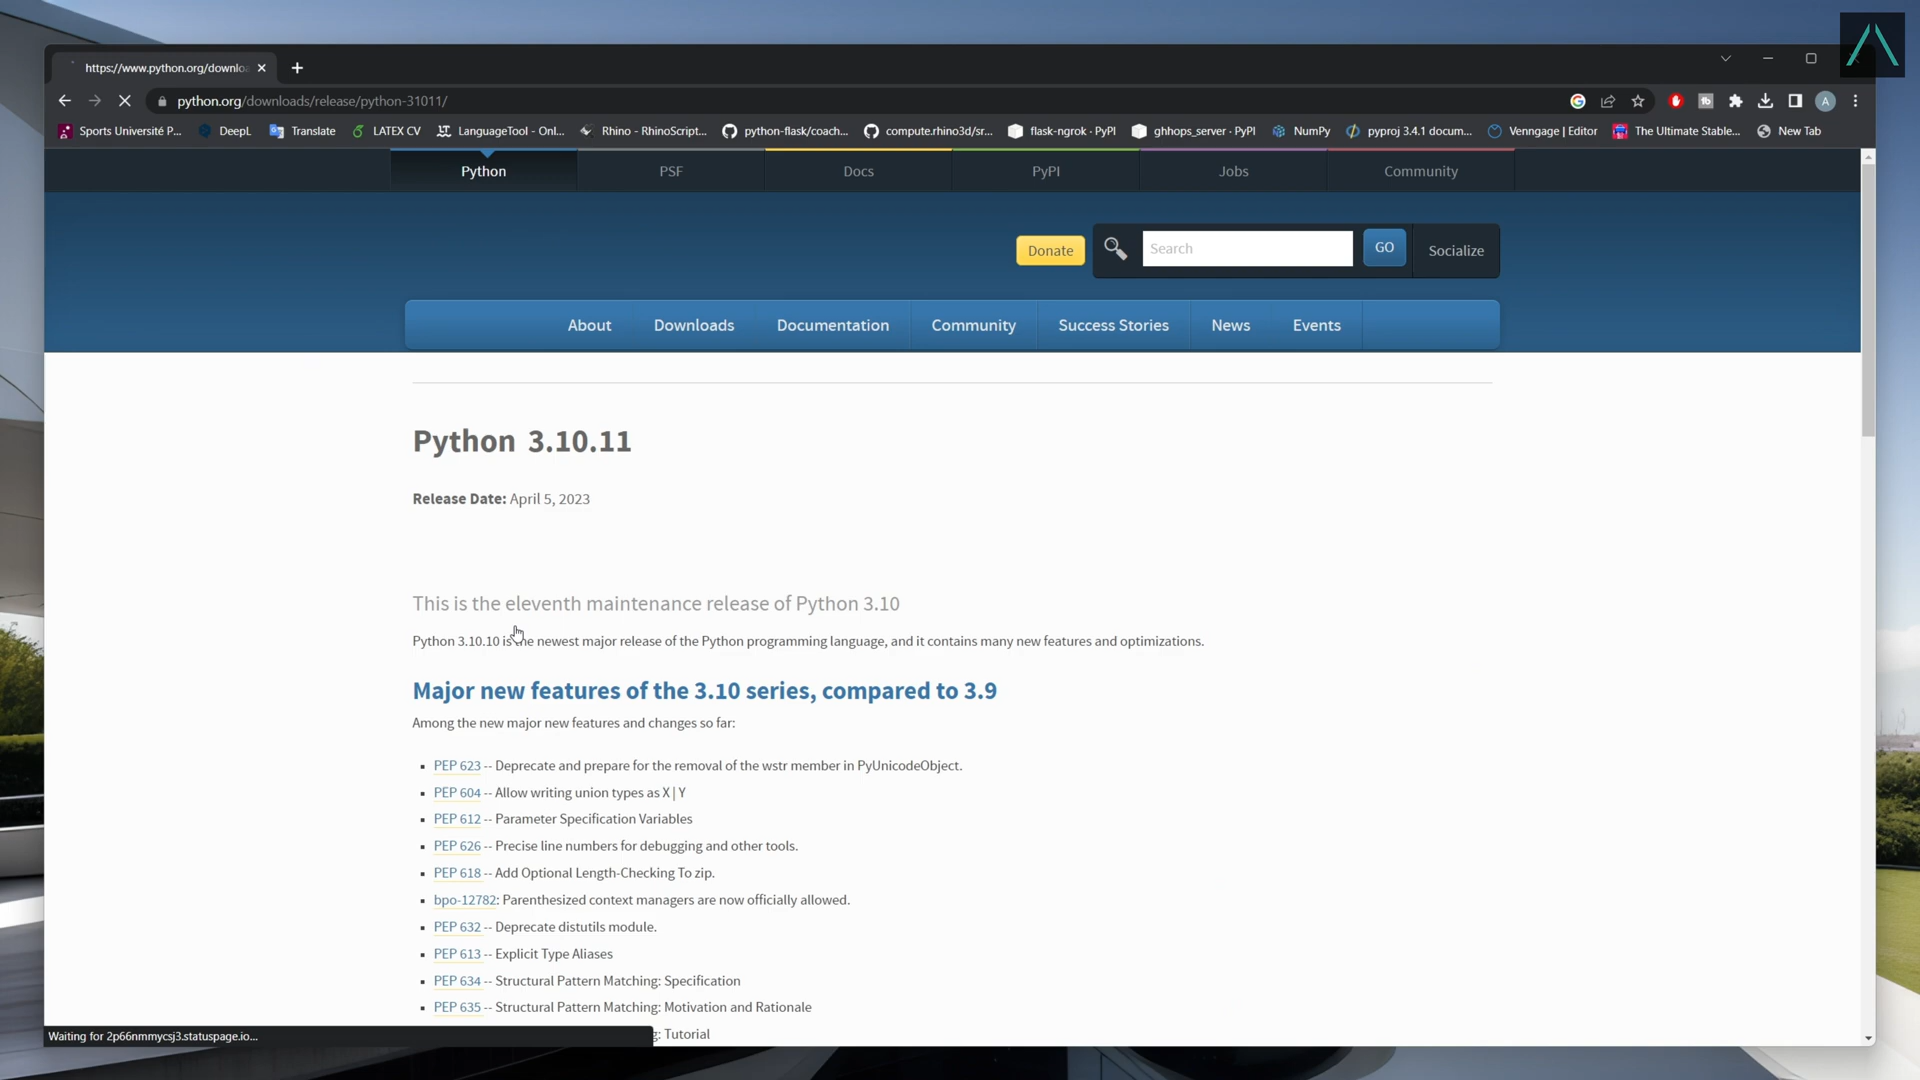 https://www.python.org/downlo
python.org/downloads/release/python-31011/
Sports Université P... DeepL Translate LATEX CV LanguageTool - Onl... Rhino - RhinoScript... python-flask/coach... compute.rhino3d/sr... flask-ngrok · PyPI ghhops_server · PyPI NumPy pyproj 3.4.1 docum... Venngage | Editor The Ultimate Stable... New Tab
Python PSF Docs PyPI Jobs Community
Donate Search GO Socialize
About Downloads Documentation Community Success Stories News Events
Python 3.10.11
Release Date: April 5, 2023
This is the eleventh maintenance release of Python 3.10
Python 3.10.10 is the newest major release of the Python programming language, and it contains many new features and optimizations.
Major new features of the 3.10 series, compared to 3.9
Among the new major new features and changes so far:
PEP 623 -- Deprecate and prepare for the removal of the wstr member in PyUnicodeObject.
PEP 604 -- Allow writing union types as X | Y
PEP 612 -- Parameter Specification Variables
PEP 626 -- Precise line numbers for debugging and other tools.
PEP 618 -- Add Optional Length-Checking To zip.
bpo-12782: Parenthesized context managers are now officially allowed.
PEP 632 -- Deprecate distutils module.
PEP 613 -- Explicit Type Aliases
PEP 634 -- Structural Pattern Matching: Specification
PEP 635 -- Structural Pattern Matching: Motivation and Rationale
g: Tutorial
Waiting for 2p66nmmycsj3.statuspage.io...